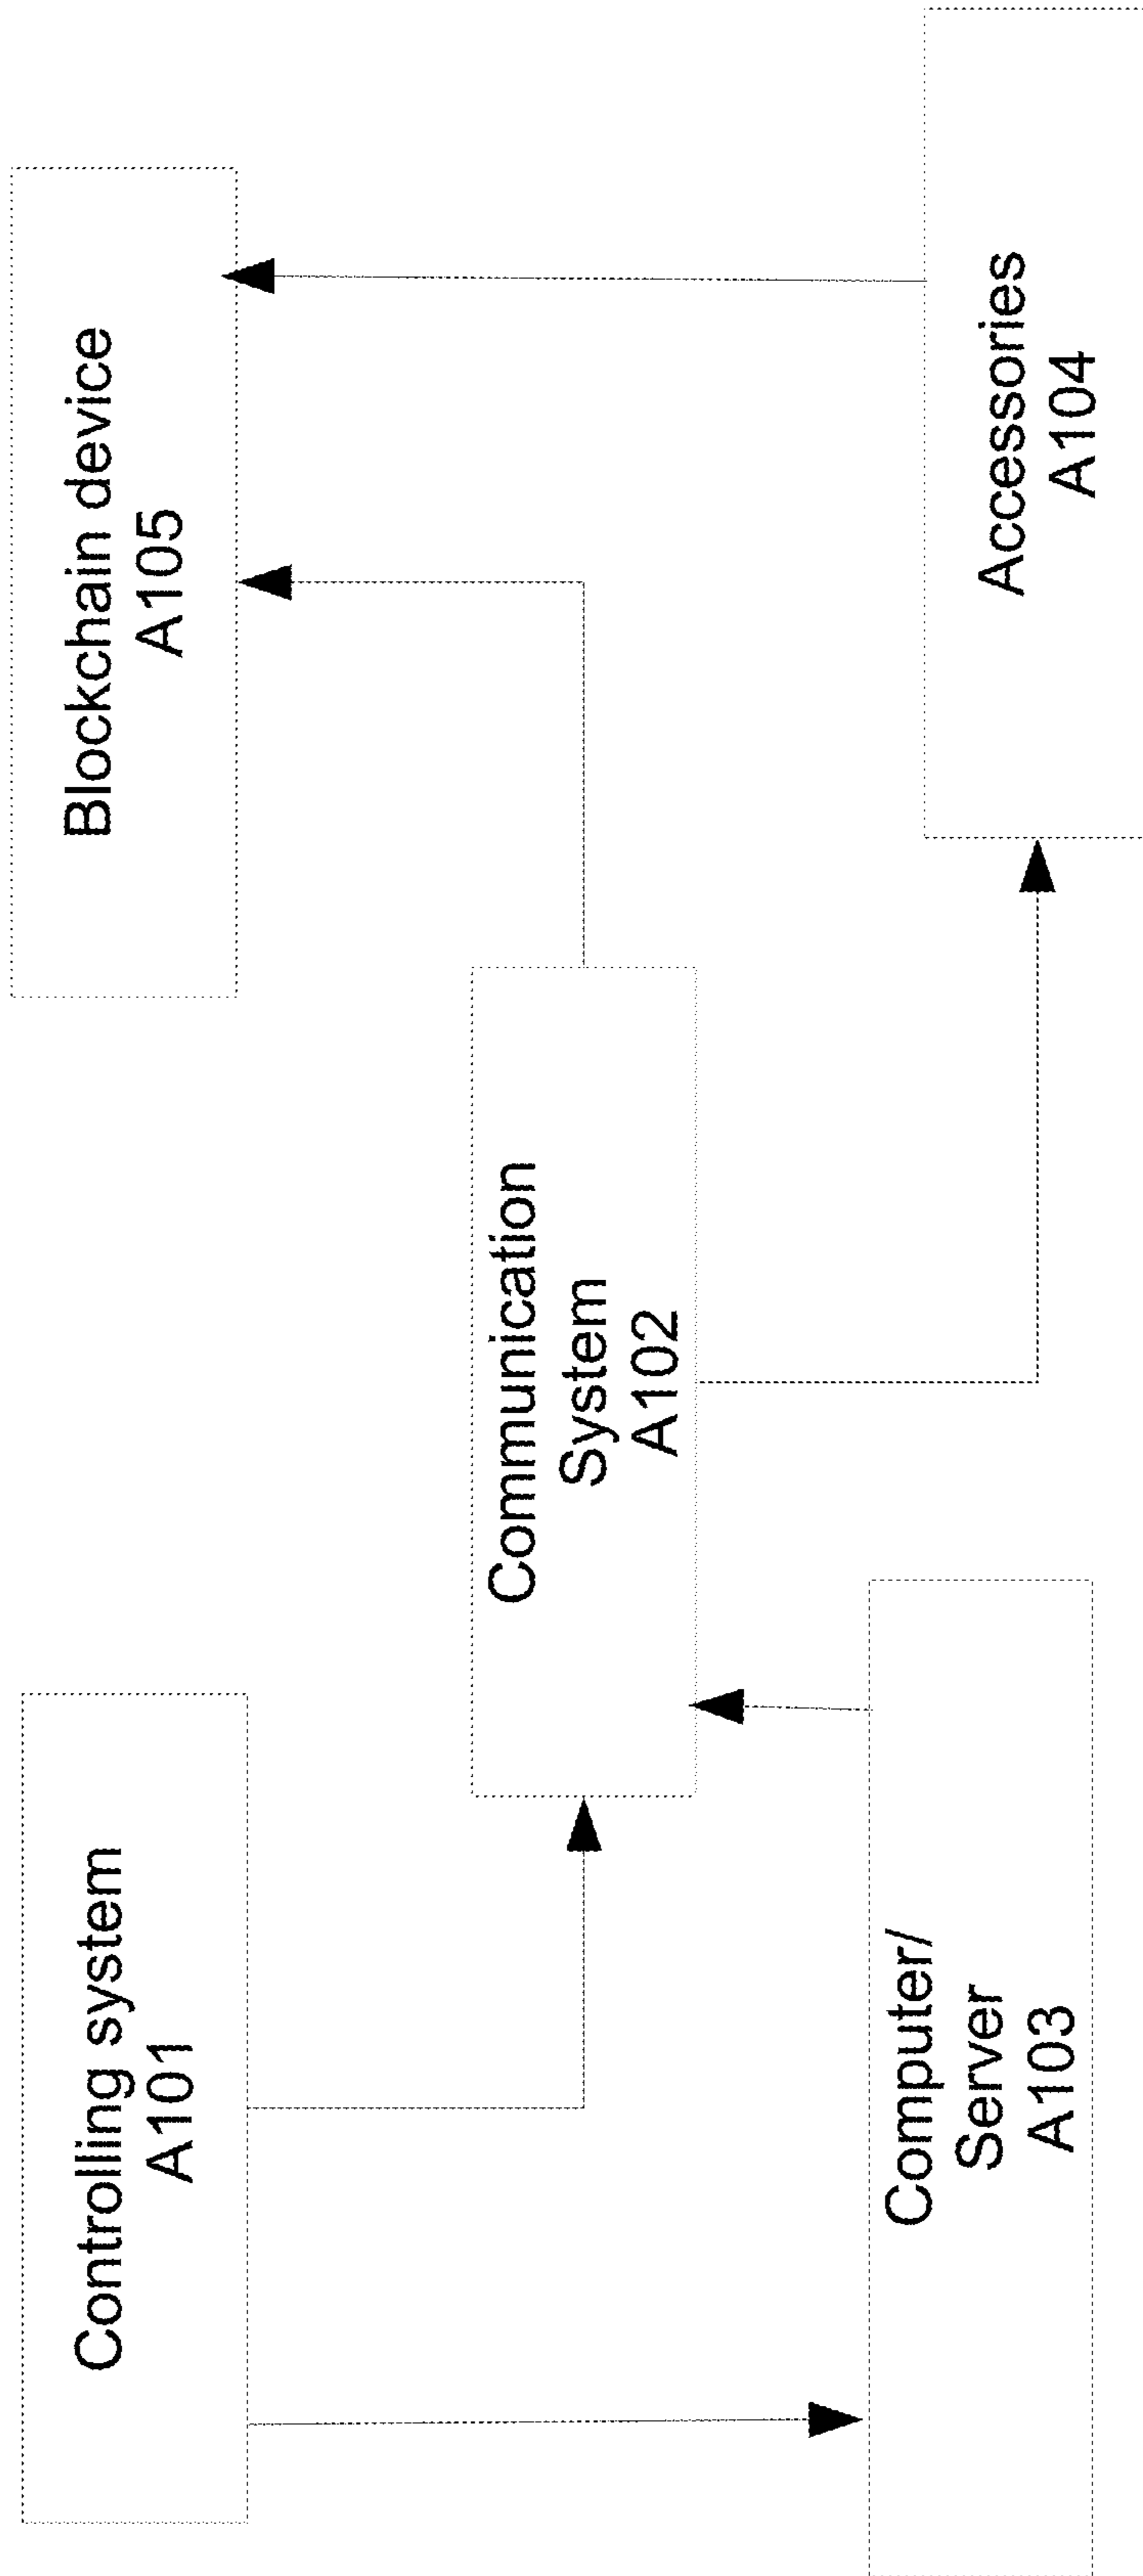 Controlling system
A101
Blockchain device
A105
Communication
System
A102
Computer/
Server
A103
Accessories
A104